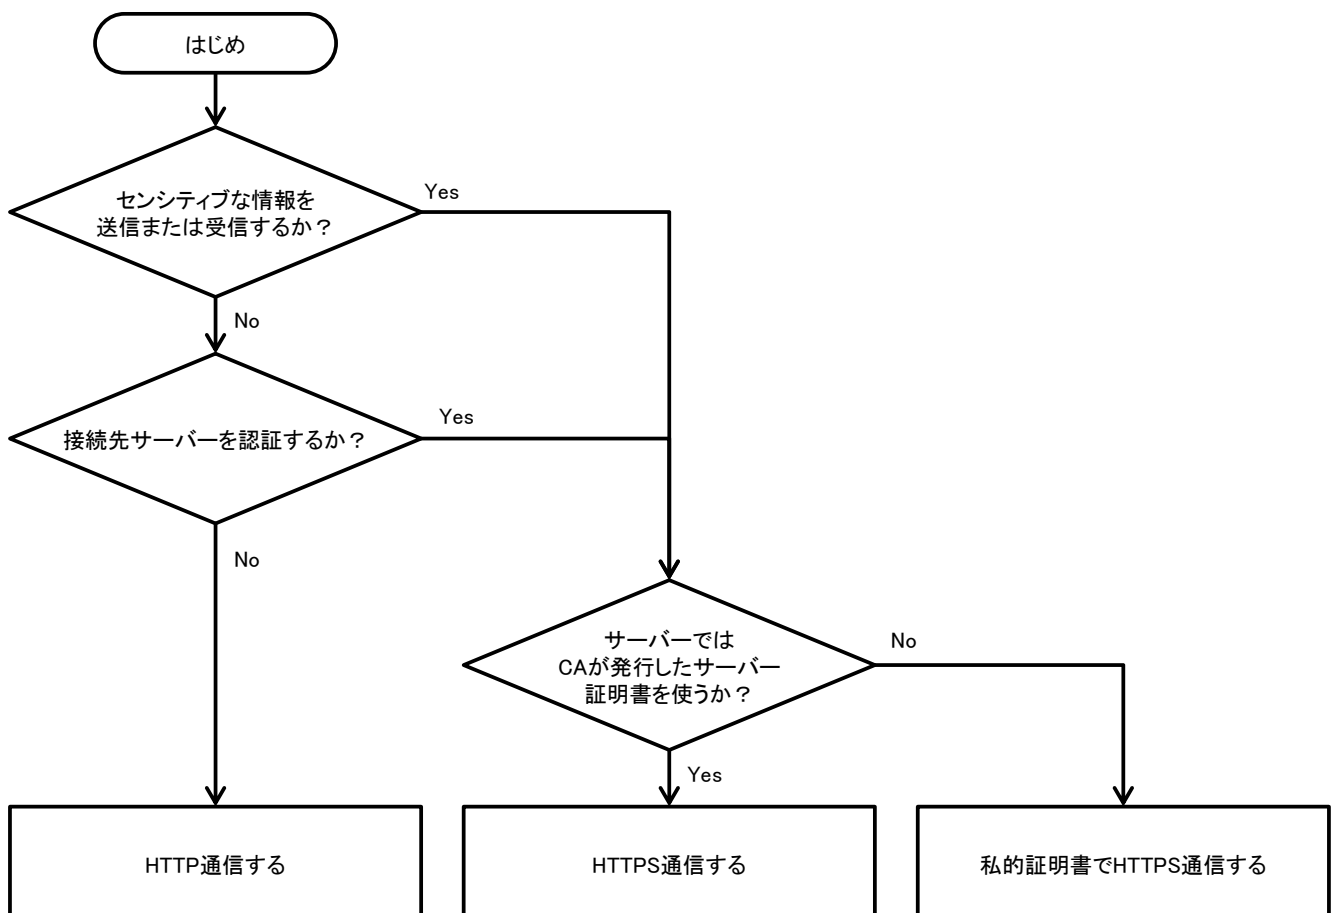 はじめ
センシティブな情報を
送信または受信するか？
Yes
No
接続先サーバーを認証するか？
Yes
No
サーバーでは
CAが発行したサーバー
証明書を使うか？
No
Yes
HTTP通信する
HTTPS通信する
私的証明書でHTTPS通信する